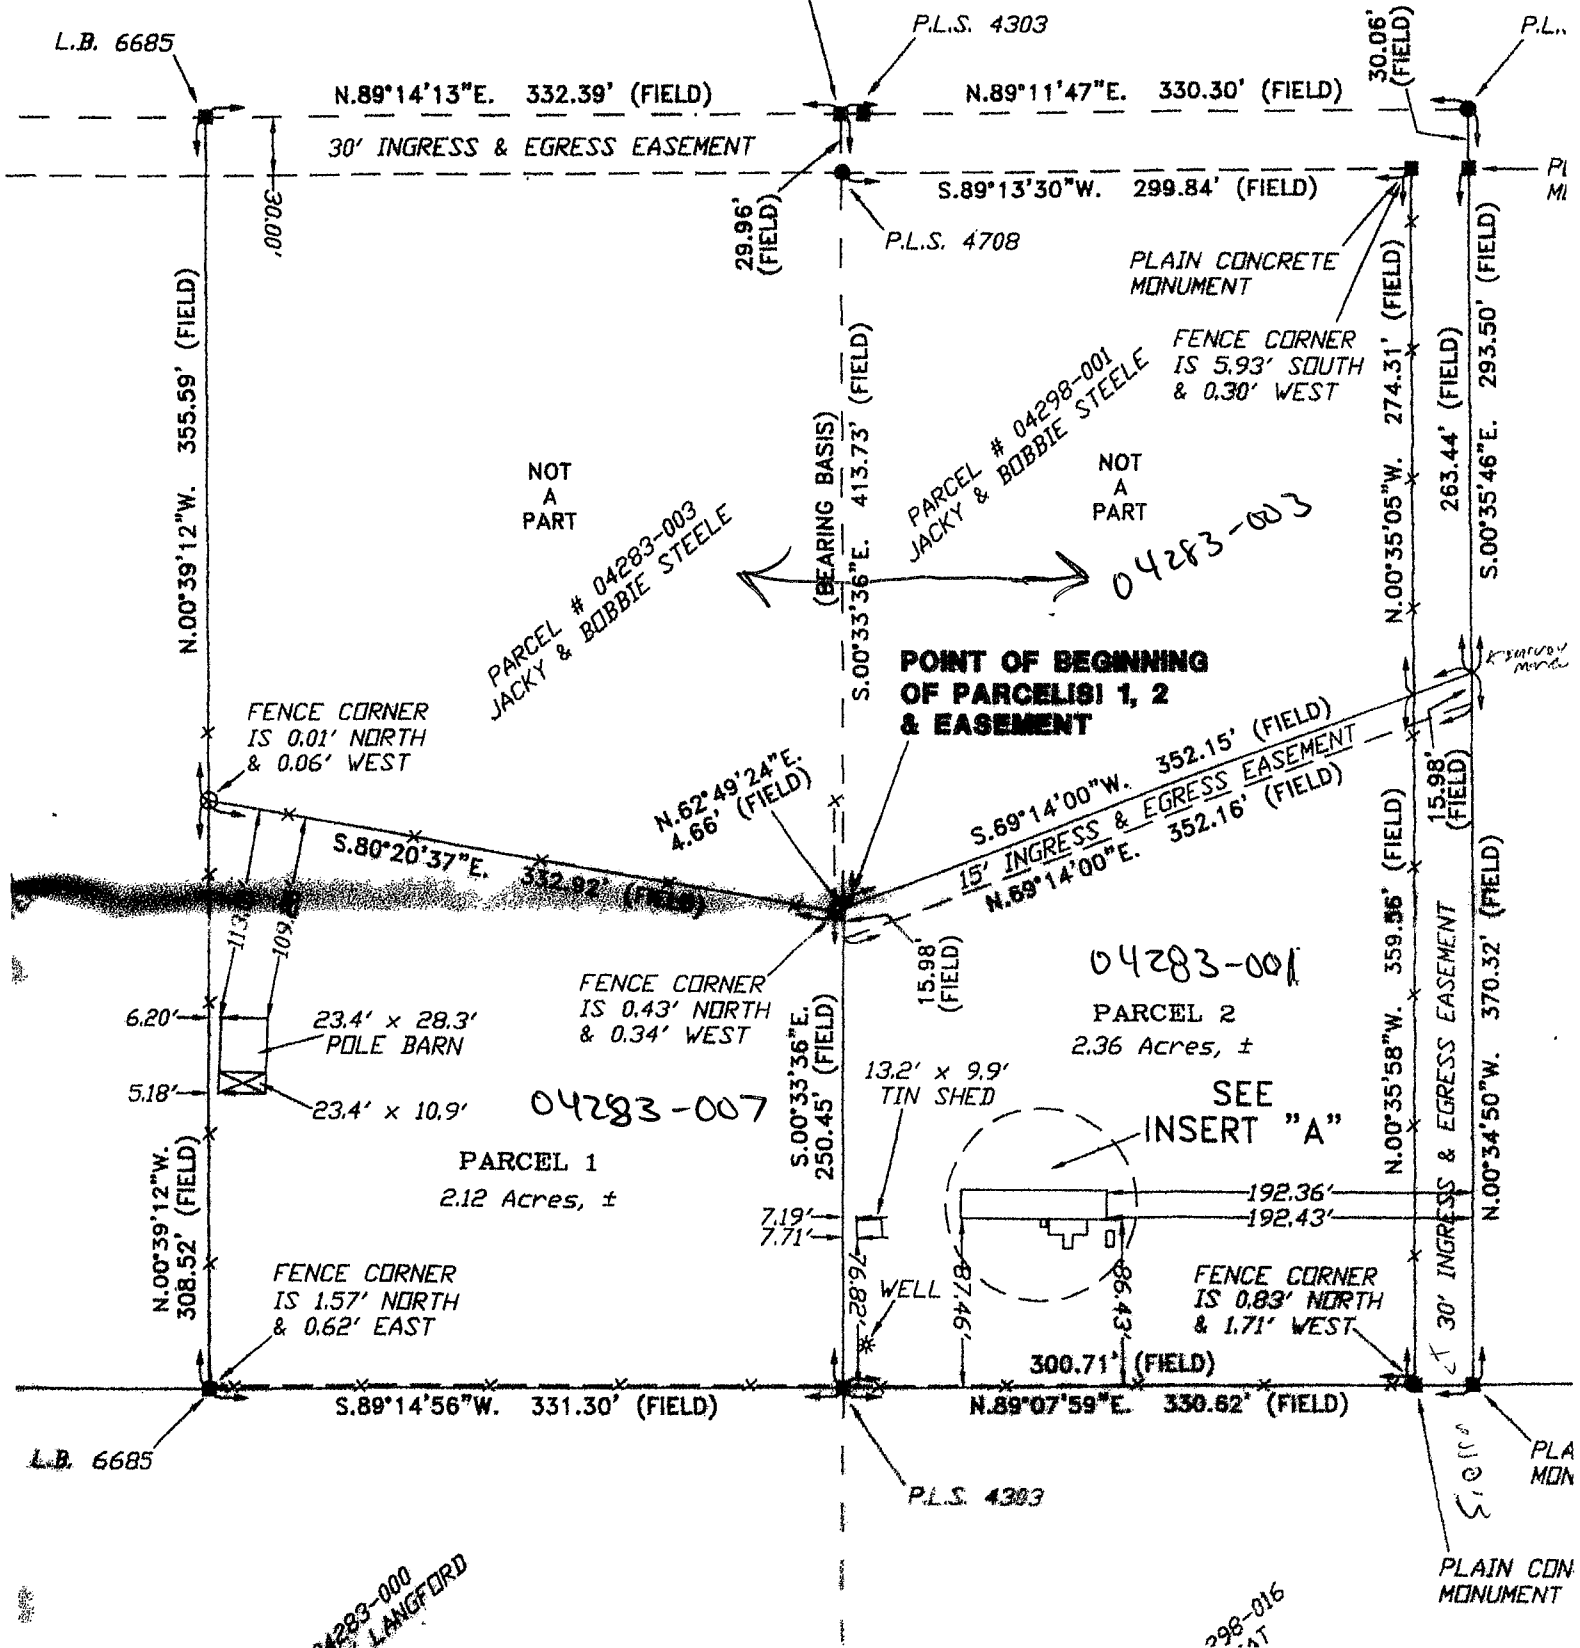 L.B. 6685
P.L.S. 4303
30.06'
(FIELD)
N.89°14'13"E. 332.39' (FIELD)
N.89°11'47"E. 330.30' (FIELD)
30' INGRESS & EGRESS EASEMENT
30.00'
29.96'
(FIELD)
S.89°13'30"W. 299.84' (FIELD)
P.L.S. 4708
PLAIN CONCRETE
MONUMENT
FENCE CORNER
IS 5.93' SOUTH
& 0.30' WEST
N.00°39'12"W. 355.59' (FIELD)
(BEARING BASIS)
S.00°33'36"E. 413.73' (FIELD)
N.00°35'05"W. 274.31' (FIELD)
263.44' (FIELD)
S.00°35'46"E. 293.50' (FIELD)
NOT
A
PART
PARCEL # 04283-003
JACKY & BOBBIE STEELE
PARCEL # 04298-001
JACKY & BOBBIE STEELE
NOT
A
PART
04283-003
POINT OF BEGINNING
OF PARCEL(S) 1, 2
& EASEMENT
FENCE CORNER
IS 0.01' NORTH
& 0.06' WEST
N.62°49'24"E.
4.66' (FIELD)
S.69°14'00"W. 352.15' (FIELD)
15' INGRESS & EGRESS EASEMENT
N.69°14'00"E. 352.16' (FIELD)
15.98'
(FIELD)
S.80°20'37"E. 332.92' (FIELD)
15.98'
(FIELD)
FENCE CORNER
IS 0.43' NORTH
& 0.34' WEST
04283-001
PARCEL 2
2.36 Acres, ±
6.20'
23.4' x 28.3'
POLE BARN
5.18'
23.4' x 10.9'
04283-007
PARCEL 1
2.12 Acres, ±
S.00°33'36"E.
250.45' (FIELD)
13.2' x 9.9'
TIN SHED
SEE
INSERT "A"
N.00°35'58"W. 359.56' (FIELD)
30' INGRESS & EGRESS EASEMENT
N.00°34'50"W. 370.32' (FIELD)
N.00°39'12"W.
308.52' (FIELD)
192.36'
192.43'
7.19'
7.71'
76.82'
WELL
87.46'
86.43'
FENCE CORNER
IS 1.57' NORTH
& 0.62' EAST
FENCE CORNER
IS 0.83' NORTH
& 1.71' WEST
300.71' (FIELD)
S.89°14'56"W. 331.30' (FIELD)
N.89°07'59"E. 330.62' (FIELD)
L.B. 6685
P.L.S. 4303
PLAIN CON
MONUMENT
LANGFORD
298-016